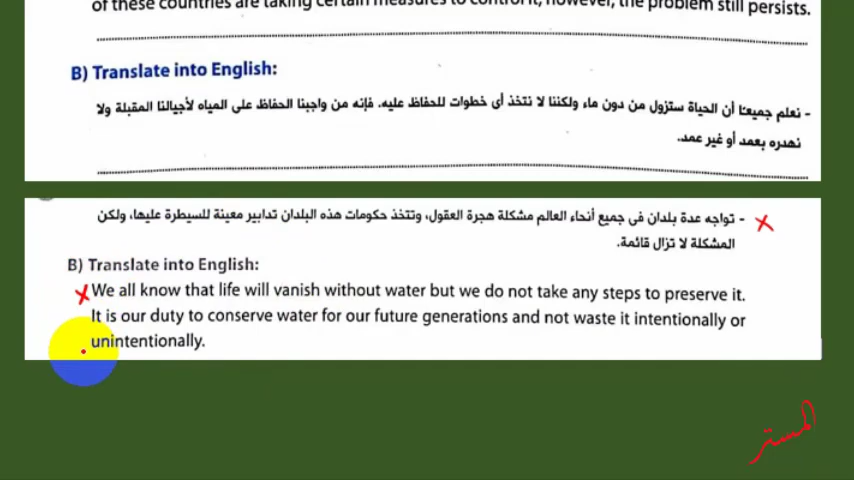 of these countries are taking certain measures to control it, however, the problem still persists.
B) Translate into English:
- نعلم جميعنا أن الحياة ستزول من دون ماء ولكننا لا نتخذ أى خطوات للحفاظ عليه. فإنه من واجبنا الحفاظ على المياه لأجيالنا المقبلة ولا
نهدره بعمد أو غير عمد.
- تواجه عدة بلدان فى جميع أنحاء العالم مشكلة هجرة العقول، وتتخذ حكومات هذه البلدان تدابير معينة للسيطرة عليها، ولكن
المشكلة لا تزال قائمة.
B) Translate into English:
We all know that life will vanish without water but we do not take any steps to preserve it.
It is our duty to conserve water for our future generations and not waste it intentionally or
unintentionally.
المستر